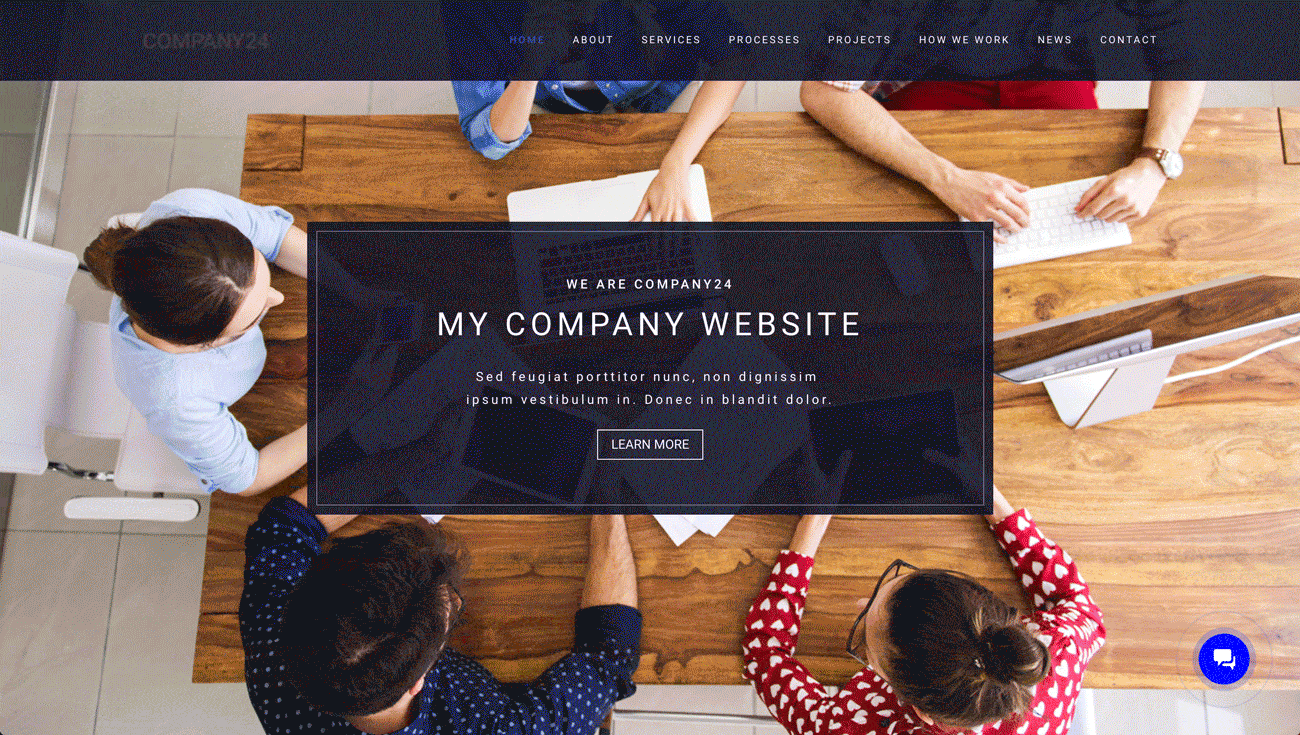 COMPANY24
HOME ABOUT SERVICES PROCESSES PROJECTS HOW WE WORK NEWS CONTACT
WE ARE COMPANY24
MY COMPANY WEBSITE
Sed feugiat porttitor nunc, non dignissim
ipsum vestibulum in. Donec in blandit dolor.
LEARN MORE